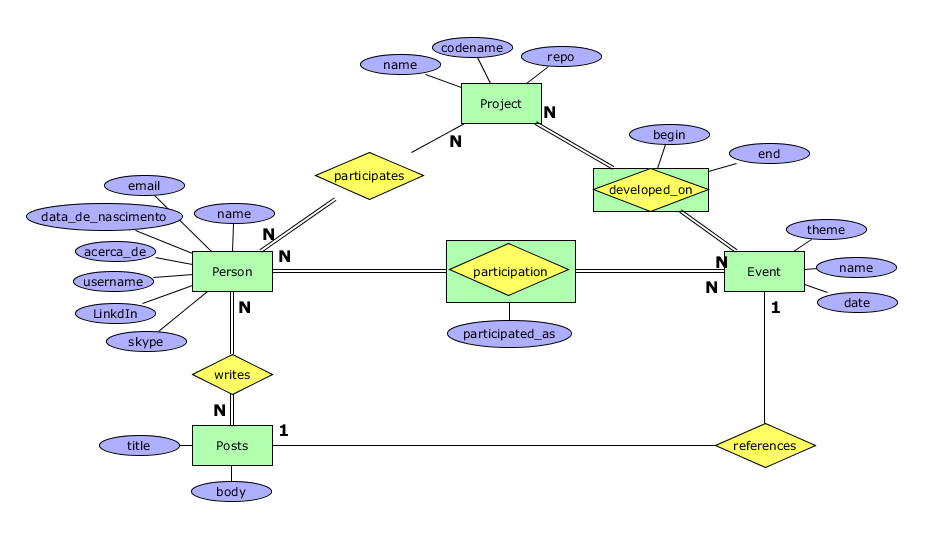 codename
name
repo
Project
N
N
begin
participates
end
email
developed_on
data_de_nascimento
name
theme
N
acerca_de
N
N
Person
participation
Event
name
username
N
date
LinkdIn
N
1
skype
participated_as
writes
N
1
title
Posts
references
body